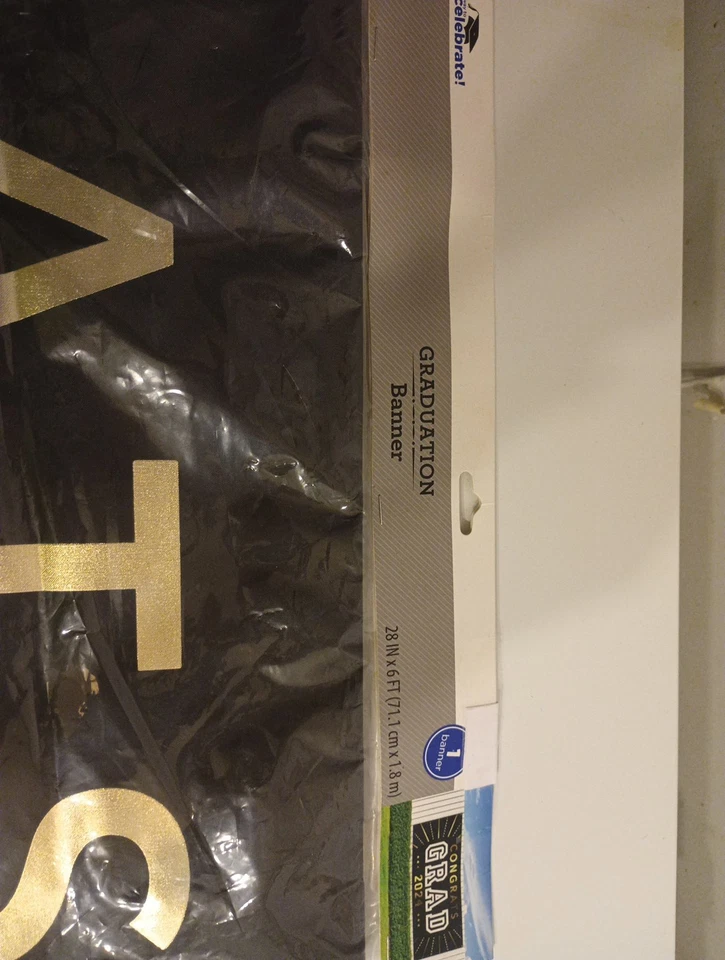 celebrate!
GRADUATION
Banner
28 IN x 6 FT (71.1 cm x 1.8 m)
1
banner
CONGRATS
GRAD
ATS